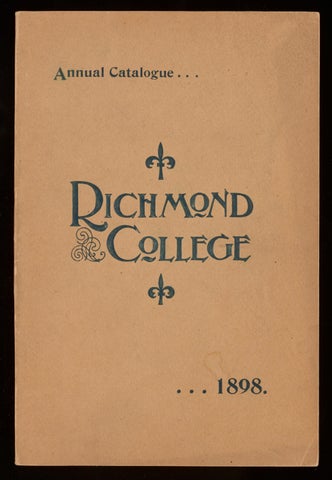 Annual Catalogue...
RICHMOND
COLLEGE
...1898.